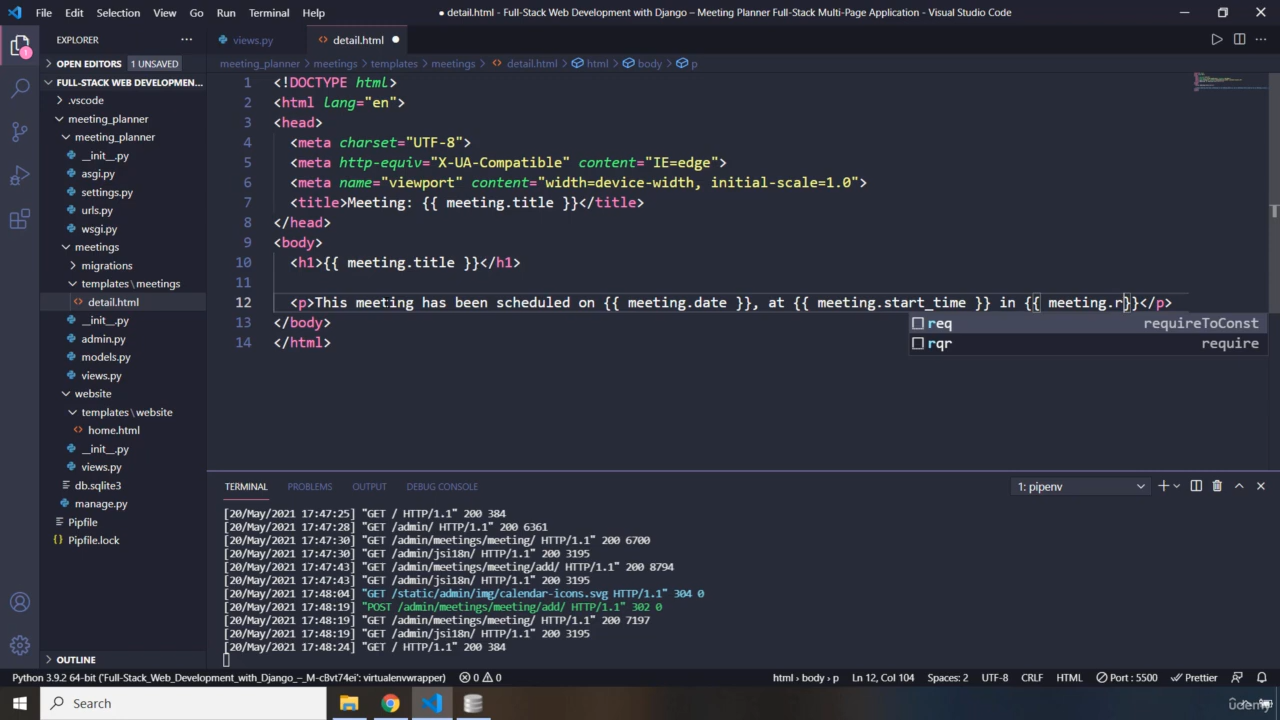 File Edit Selection View Go Run Terminal Help
● detail.html - Full-Stack Web Development with Django – Meeting Planner Full-Stack Multi-Page Application - Visual Studio Code
EXPLORER
views.py
detail.html
OPEN EDITORS 1 UNSAVED
meeting_planner > meetings > templates > meetings > detail.html > html > body > p
FULL-STACK WEB DEVELOPMEN...
.vscode
meeting_planner
meeting_planner
__init__.py
asgi.py
settings.py
urls.py
wsgi.py
meetings
migrations
templates\meetings
detail.html
__init__.py
admin.py
models.py
views.py
website
templates\website
home.html
__init__.py
views.py
db.sqlite3
manage.py
Pipfile
Pipfile.lock
OUTLINE
1 <!DOCTYPE html>
2 <html lang="en">
3 <head>
4 <meta charset="UTF-8">
5 <meta http-equiv="X-UA-Compatible" content="IE=edge">
6 <meta name="viewport" content="width=device-width, initial-scale=1.0">
7 <title>Meeting: {{ meeting.title }}</title>
8 </head>
9 <body>
10 <h1>{{ meeting.title }}</h1>
11
12 <p>This meeting has been scheduled on {{ meeting.date }}, at {{ meeting.start_time }} in {{ meeting.r}}</p>
13 </body>
14 </html>
req requireToConst
rqr require
TERMINAL PROBLEMS OUTPUT DEBUG CONSOLE
1: pipenv
[20/May/2021 17:47:25] "GET / HTTP/1.1" 200 384
[20/May/2021 17:47:28] "GET /admin/ HTTP/1.1" 200 6361
[20/May/2021 17:47:30] "GET /admin/meetings/meeting/ HTTP/1.1" 200 6700
[20/May/2021 17:47:30] "GET /admin/jsi18n/ HTTP/1.1" 200 3195
[20/May/2021 17:47:43] "GET /admin/meetings/meeting/add/ HTTP/1.1" 200 8794
[20/May/2021 17:47:43] "GET /admin/jsi18n/ HTTP/1.1" 200 3195
[20/May/2021 17:48:04] "GET /static/admin/img/calendar-icons.svg HTTP/1.1" 304 0
[20/May/2021 17:48:19] "POST /admin/meetings/meeting/add/ HTTP/1.1" 302 0
[20/May/2021 17:48:19] "GET /admin/meetings/meeting/ HTTP/1.1" 200 7197
[20/May/2021 17:48:19] "GET /admin/jsi18n/ HTTP/1.1" 200 3195
[20/May/2021 17:48:24] "GET / HTTP/1.1" 200 384
Python 3.9.2 64-bit ('Full-Stack_Web_Development_with_Django_–_M-cBvt74ei': virtualenvwrapper) 0 0
html > body > p Ln 12, Col 104 Spaces: 2 UTF-8 CRLF HTML Port : 5500 Prettier
Search
udemy